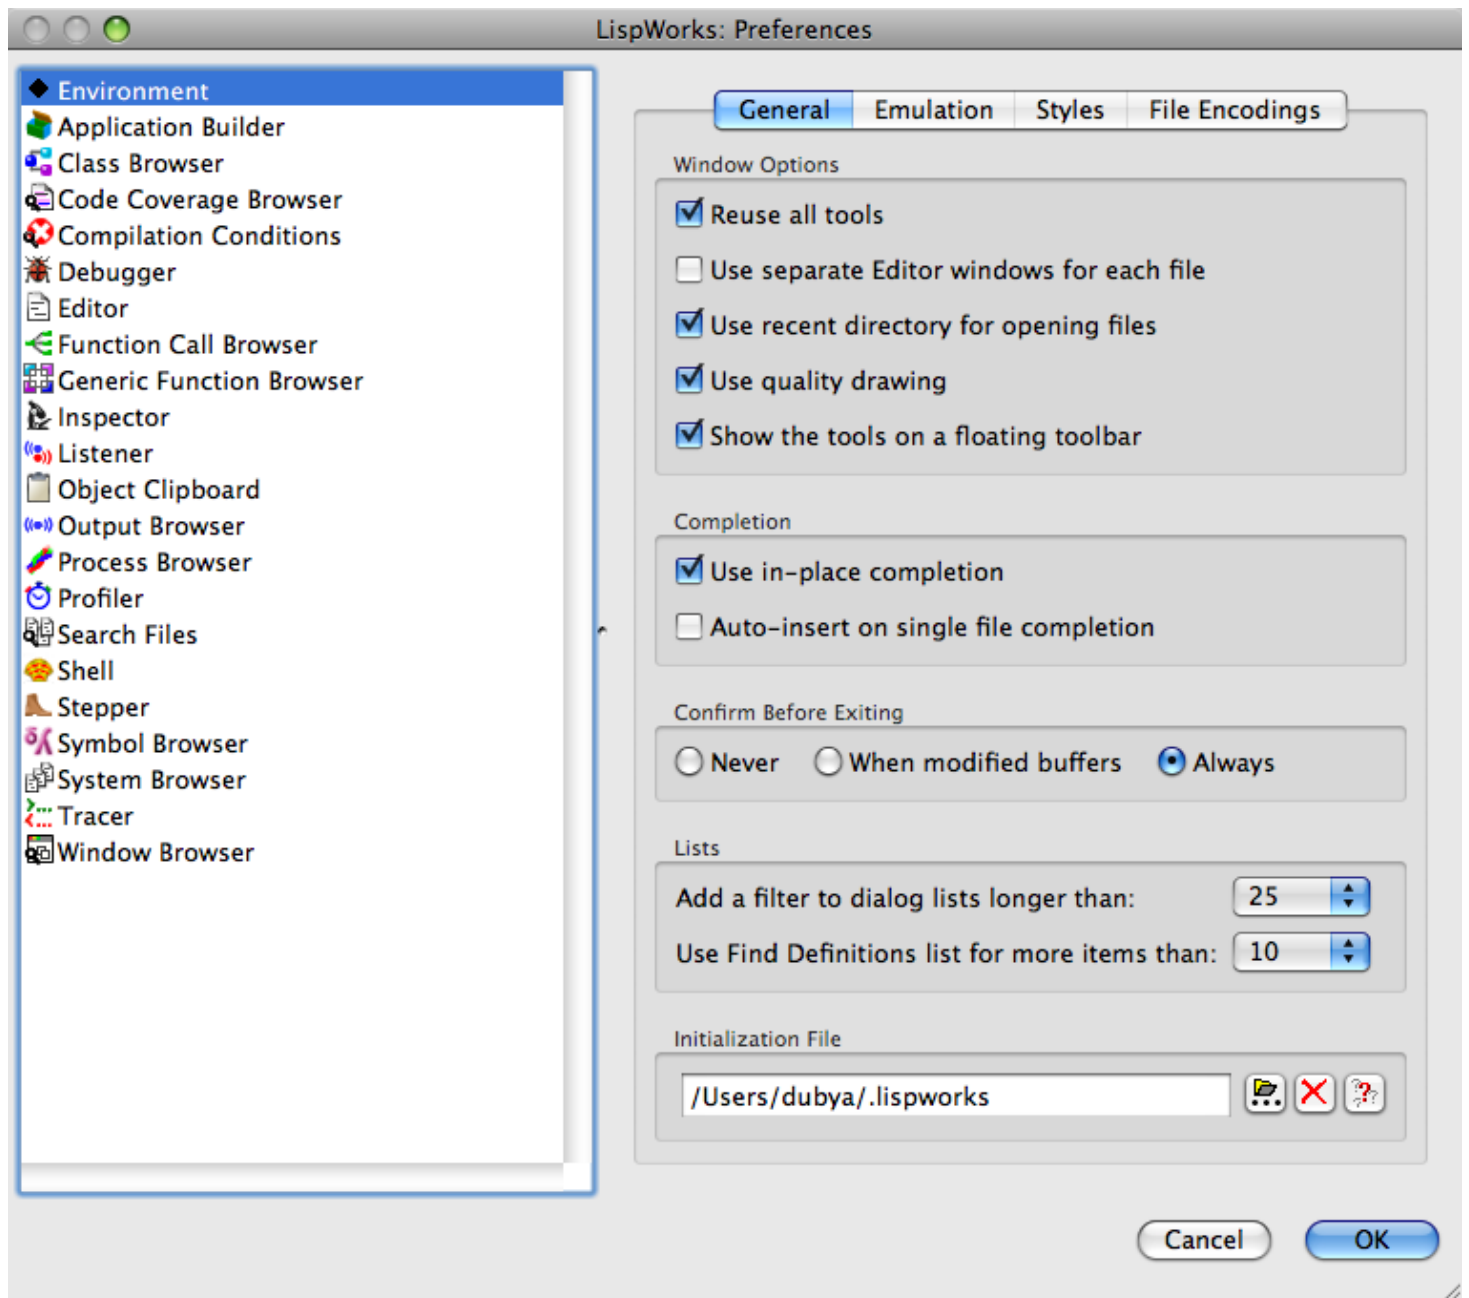 LispWorks: Preferences
Environment
Application Builder
Class Browser
Code Coverage Browser
Compilation Conditions
Debugger
Editor
Function Call Browser
Generic Function Browser
Inspector
Listener
Object Clipboard
Output Browser
Process Browser
Profiler
Search Files
Shell
Stepper
Symbol Browser
System Browser
Tracer
Window Browser
General Emulation Styles File Encodings
Window Options
Reuse all tools
Use separate Editor windows for each file
Use recent directory for opening files
Use quality drawing
Show the tools on a floating toolbar
Completion
Use in-place completion
Auto-insert on single file completion
Confirm Before Exiting
Never When modified buffers Always
Lists
Add a filter to dialog lists longer than: 25
Use Find Definitions list for more items than: 10
Initialization File
/Users/dubya/.lispworks
Cancel OK